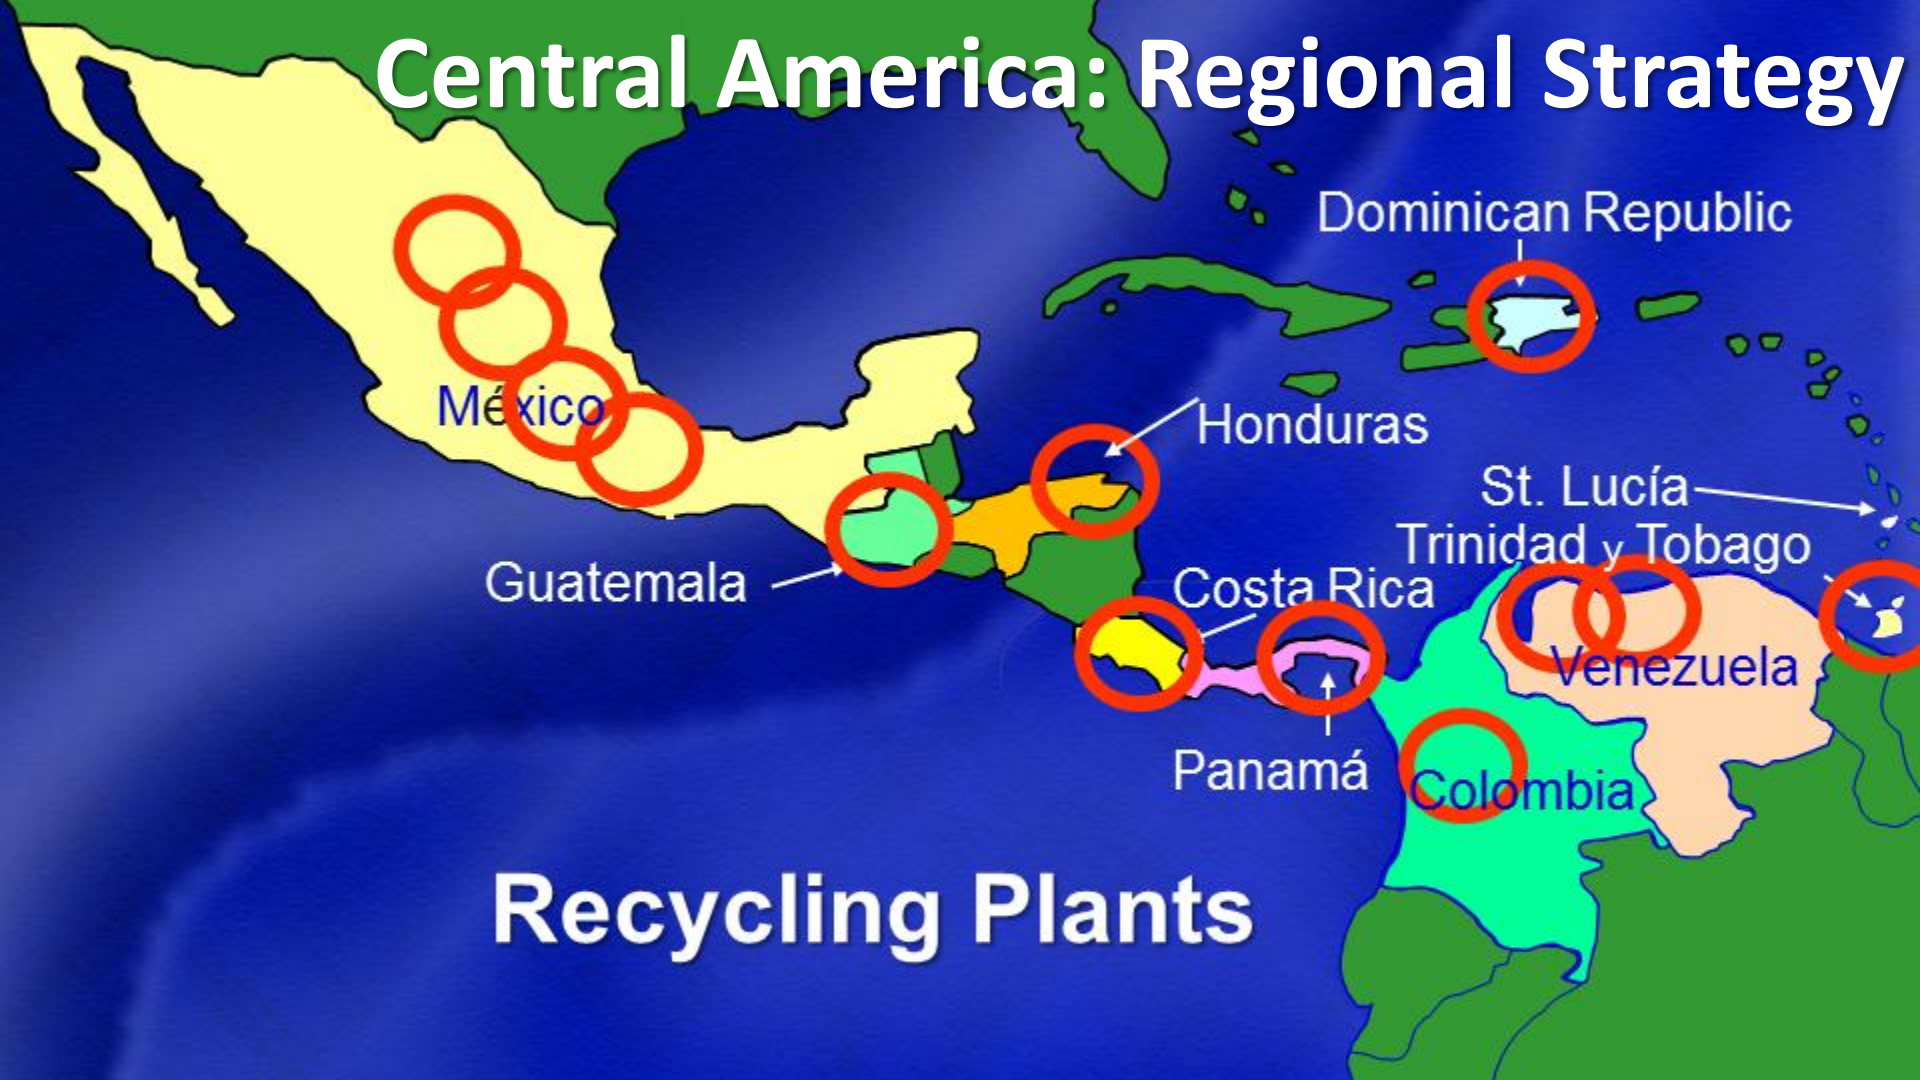 Central America: Regional Strategy
Dominican Republic
México
Honduras
St. Lucía
Trinidad y Tobago
Guatemala
Costa Rica
Venezuela
Panamá
Colombia
Recycling Plants